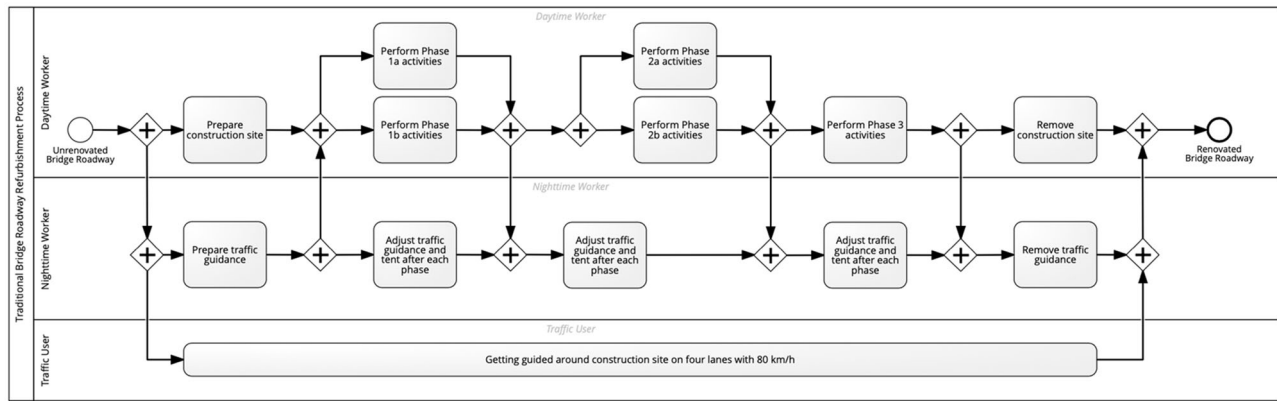 Traditional Bridge Roadway Refurbishment Process
Daytime Worker
Daytime Worker
Perform Phase
1a activities
Perform Phase
2a activities
Unrenovated
Bridge Roadway
Prepare
construction site
Perform Phase
1b activities
Perform Phase
2b activities
Perform Phase 3
activities
Remove
construction site
Renovated
Bridge Roadway
Nighttime Worker
Nighttime Worker
Prepare traffic
guidance
Adjust traffic
guidance and
tent after each
phase
Adjust traffic
guidance and
tent after each
phase
Adjust traffic
guidance and
tent after each
phase
Remove traffic
guidance
Traffic User
Traffic User
Getting guided around construction site on four lanes with 80 km/h